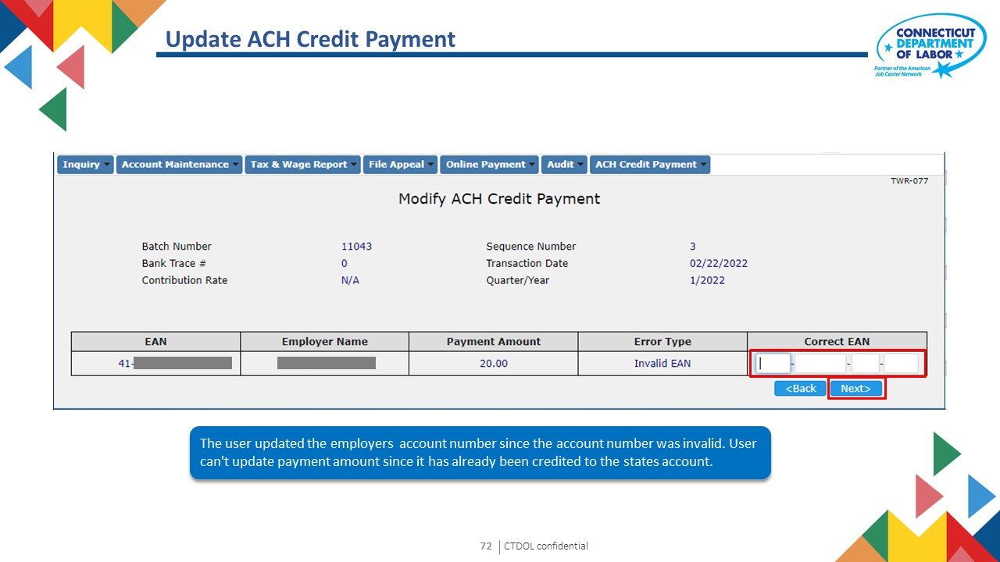 Update ACH Credit Payment
CONNECTICUT
DEPARTMENT
OF LABOR
Partner of the American
Job Center Network
Inquiry Account Maintenance Tax & Wage Report File Appeal Online Payment Audit ACH Credit Payment
TWR-077
Modify ACH Credit Payment
Batch Number 11043 Sequence Number 3
Bank Trace # 0 Transaction Date 02/22/2022
Contribution Rate N/A Quarter/Year 1/2022
EAN Employer Name Payment Amount Error Type Correct EAN
41- 20.00 Invalid EAN - - -
<Back Next>
The user updated the employers account number since the account number was invalid. User
can't update payment amount since it has already been credited to the states account.
72 CTDOL confidential